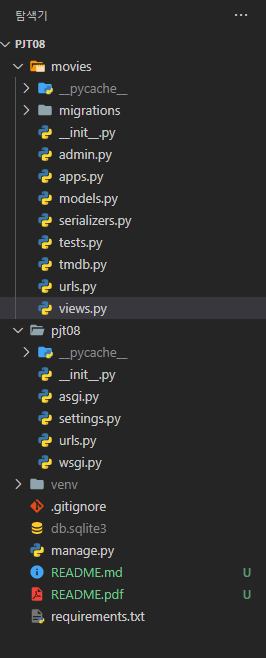 탐색기 ...
PJT08
movies
__pycache__
migrations
__init__.py
admin.py
apps.py
models.py
serializers.py
tests.py
tmdb.py
urls.py
views.py
pjt08
__pycache__
__init__.py
asgi.py
settings.py
urls.py
wsgi.py
venv
.gitignore
db.sqlite3
manage.py
README.md U
README.pdf U
requirements.txt